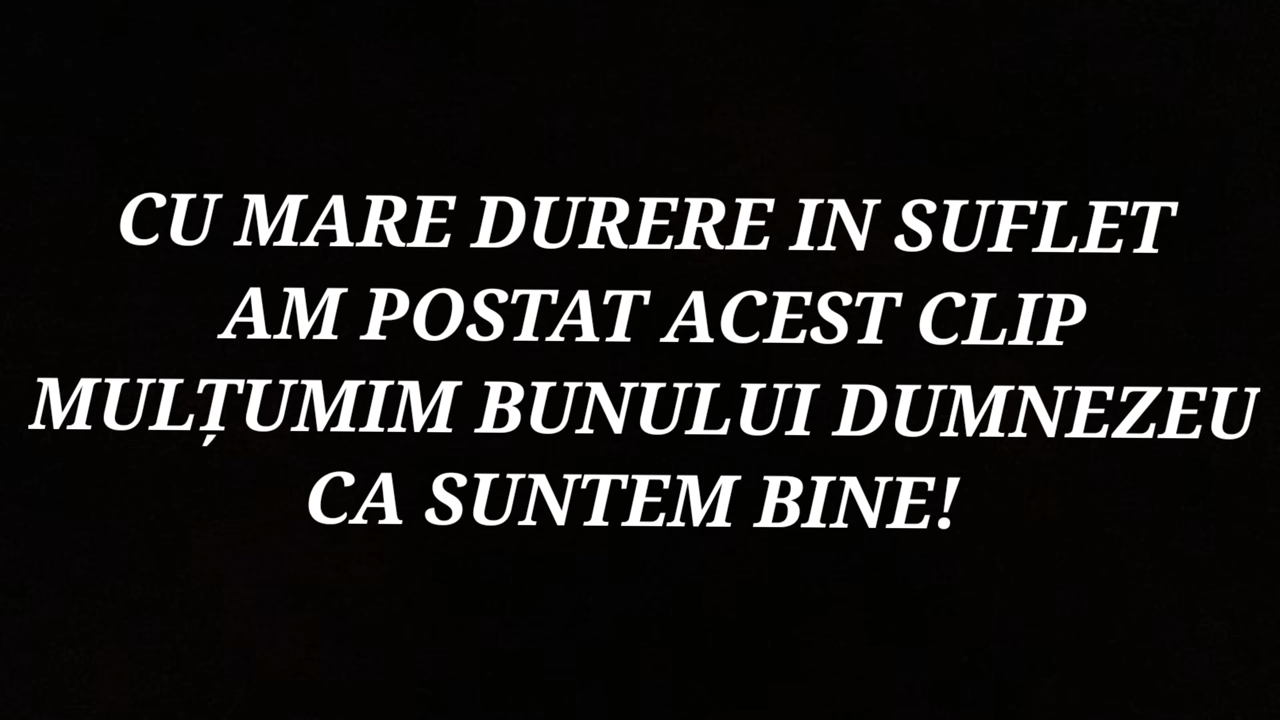 CU MARE DURERE IN SUFLET
AM POSTAT ACEST CLIP
MULȚUMIM BUNULUI DUMNEZEU
CA SUNTEM BINE!